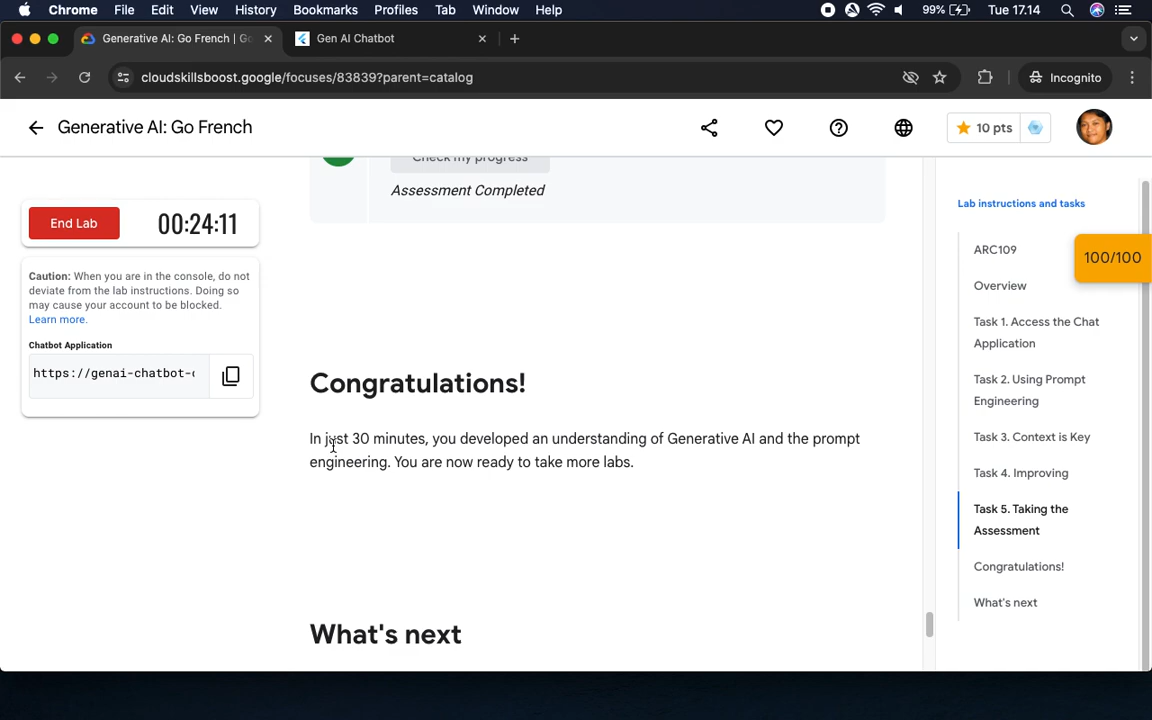 Chrome File Edit View History Bookmarks Profiles Tab Window Help 99% Tue 17.14
Generative AI: Go French | Go Gen AI Chatbot
cloudskillsboost.google/focuses/83839?parent=catalog Incognito
Generative AI: Go French 10 pts
Check my progress
Assessment Completed
End Lab 00:24:11
Caution: When you are in the console, do not
deviate from the lab instructions. Doing so
may cause your account to be blocked.
Learn more.
Chatbot Application
https://genai-chatbot-
Congratulations!
In just 30 minutes, you developed an understanding of Generative AI and the prompt
engineering. You are now ready to take more labs.
What's next
Lab instructions and tasks
ARC109
100/100
Overview
Task 1. Access the Chat
Application
Task 2. Using Prompt
Engineering
Task 3. Context is Key
Task 4. Improving
Task 5. Taking the
Assessment
Congratulations!
What's next